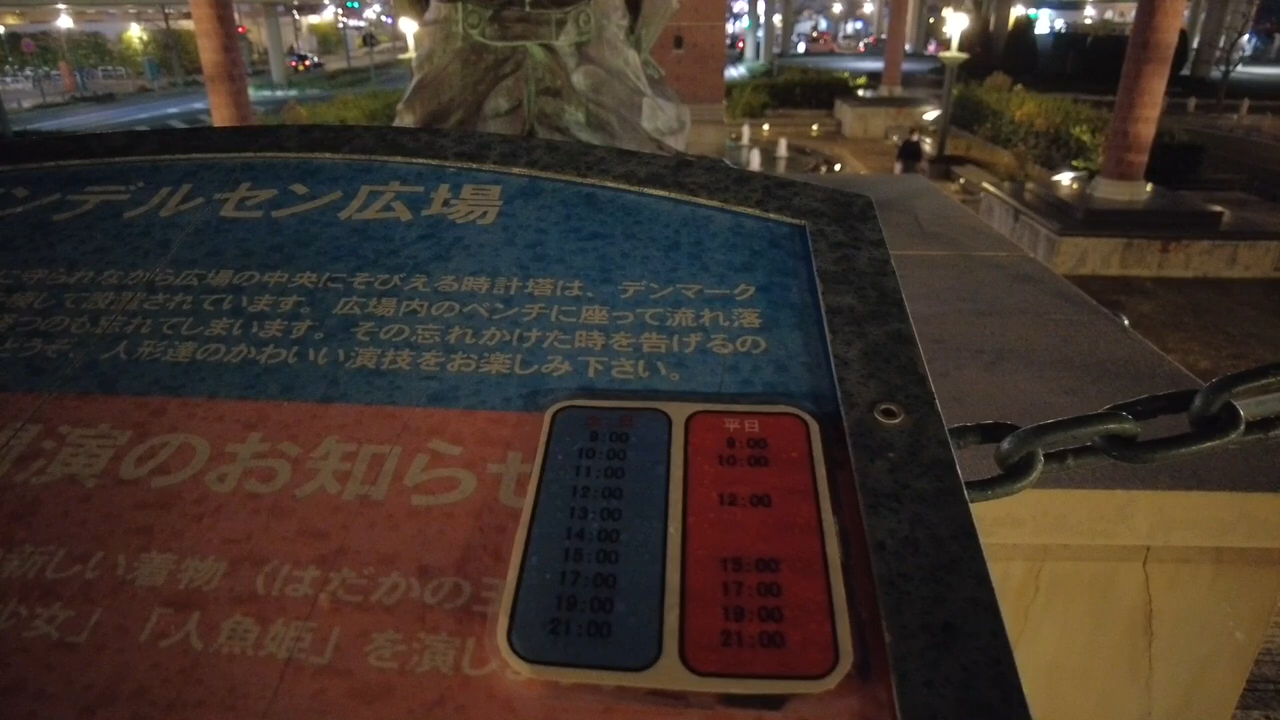 ンデルセン広場
に守られながら広場の中央にそびえる時計塔は、デンマーク
して設計されています。広場内のベンチに座って流れ落
つのも忘れてしまいます。その忘れかけた時を告げるの
どうぞ、人形達のかわいい演技をお楽しみ下さい。
演のお知らせ
新しい着物（はだかの王
少女」「人魚姫」を演し
9:00
10:00
11:00
12:00
13:00
14:00
15:00
17:00
19:00
21:00
平日
9:00
10:00
12:00
15:00
17:00
19:00
21:00